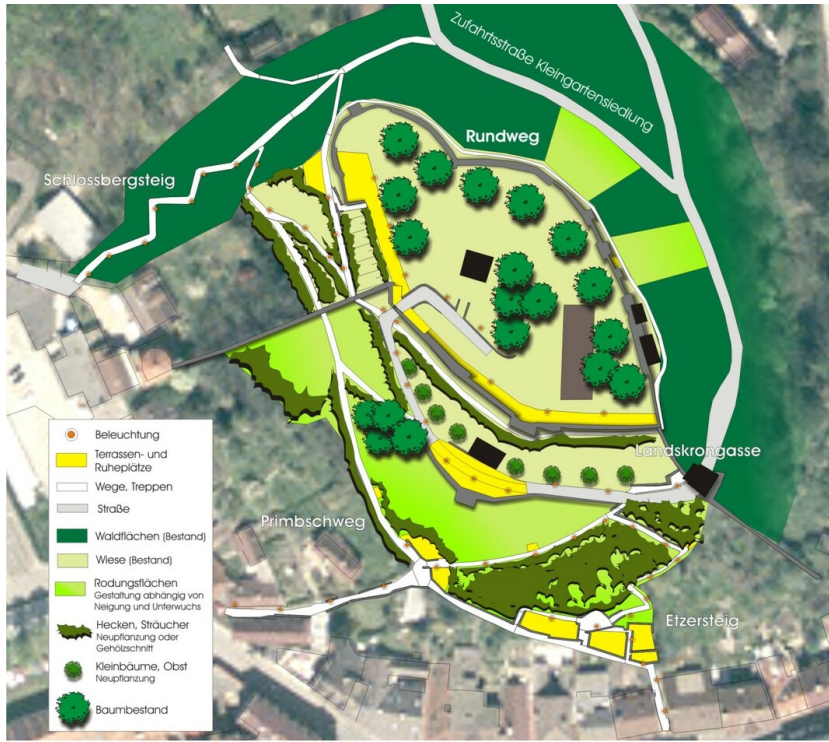 Zufahrtsstraße Kleingartensiedlung
Rundweg
Schlossbergsteig
Landskrongasse
Primbschweg
Etzersteig
Beleuchtung
Terrassen- und
Ruheplätze
Wege, Treppen
Straße
Waldflächen (Bestand)
Wiese (Bestand)
Rodungsflächen
Gestaltung abhängig von
Neigung und Unterwuchs
Hecken, Sträucher
Neupflanzung oder
Gehölzschnitt
Kleinbäume, Obst
Neupflanzung
Baumbestand